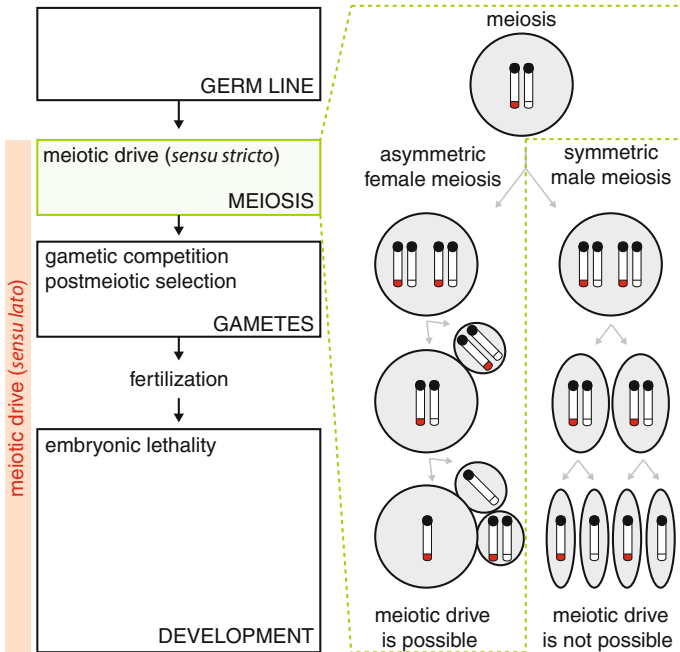 GERM LINE
meiotic drive (sensu stricto)
MEIOSIS
gametic competition
postmeiotic selection
GAMETES
fertilization
embryonic lethality
DEVELOPMENT
meiotic drive (sensu lato)
meiosis
asymmetric
female meiosis
symmetric
male meiosis
meiotic drive
is possible
meiotic drive
is not possible